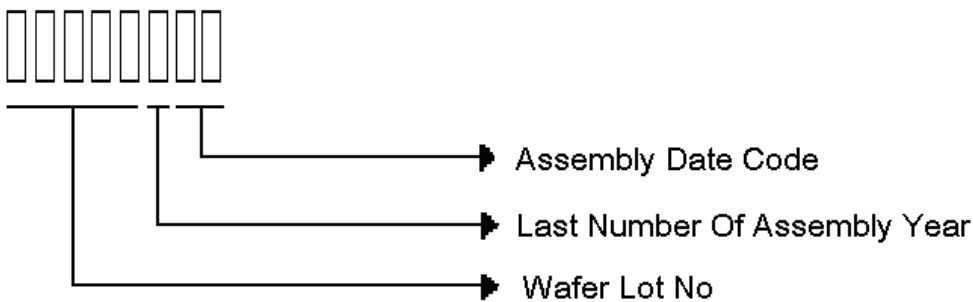 Assembly Date Code
Last Number Of Assembly Year
Wafer Lot No